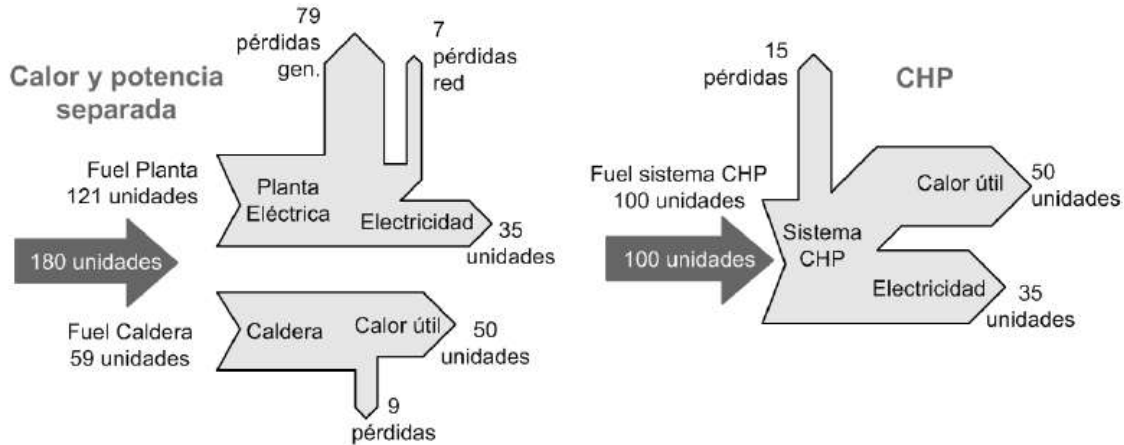 Calor y potencia
separada
79
pérdidas
gen.
7
pérdidas
red
Fuel Planta
121 unidades
Planta
Eléctrica
Electricidad
35
unidades
180 unidades
Fuel Caldera
59 unidades
Caldera
Calor útil
50
unidades
9
pérdidas
15
pérdidas
CHP
Fuel sistema CHP
100 unidades
Calor útil
50
unidades
100 unidades
Sistema
CHP
Electricidad
35
unidades